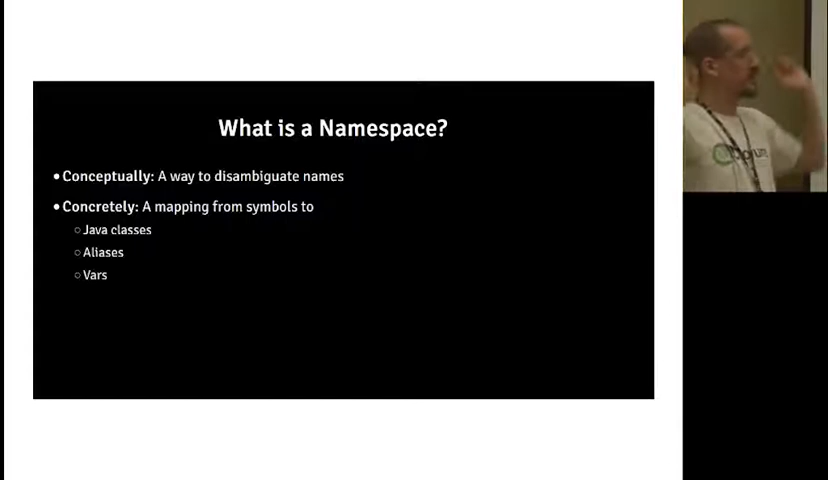 What is a Namespace?
• Conceptually: A way to disambiguate names
• Concretely: A mapping from symbols to
○ Java classes
○ Aliases
○ Vars